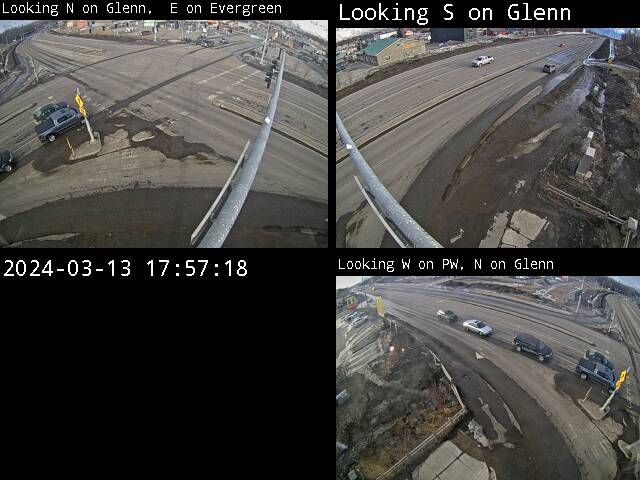 Looking N on Glenn,  E on Evergreen
Looking S on Glenn
2024-03-13 17:57:18
Looking W on PW, N on Glenn